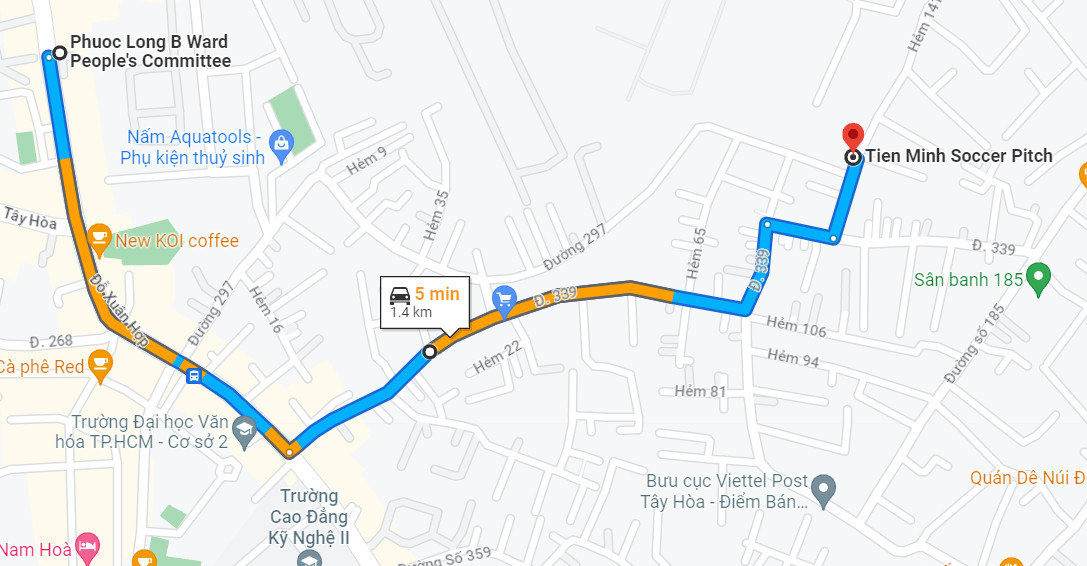 Phuoc Long B Ward
People's Committee
Hẻm 141
Nấm Aquatools -
Phụ kiện thuỷ sinh
Hẻm 9
Tien Minh Soccer Pitch
Tây Hòa
New KOI coffee
Hẻm 35
Đường 297
Hẻm 65
Đ. 339
Đ. 339
Sân banh 185
5 min
1.4 km
Đ. 339
Đỗ Xuân Hợp
Đường 297
Hẻm 16
Hẻm 106
Đ. 268
Cà phê Red
Hẻm 22
Hẻm 94
Đường số 185
Hẻm 81
Trường Đại học Văn
hóa TP.HCM - Cơ sở 2
Bưu cục Viettel Post
Tây Hòa - Điểm Bán...
Quán Dê Núi Đ
Trường
Cao Đẳng
Kỹ Nghệ II
Nam Hoà
Đường Số 359